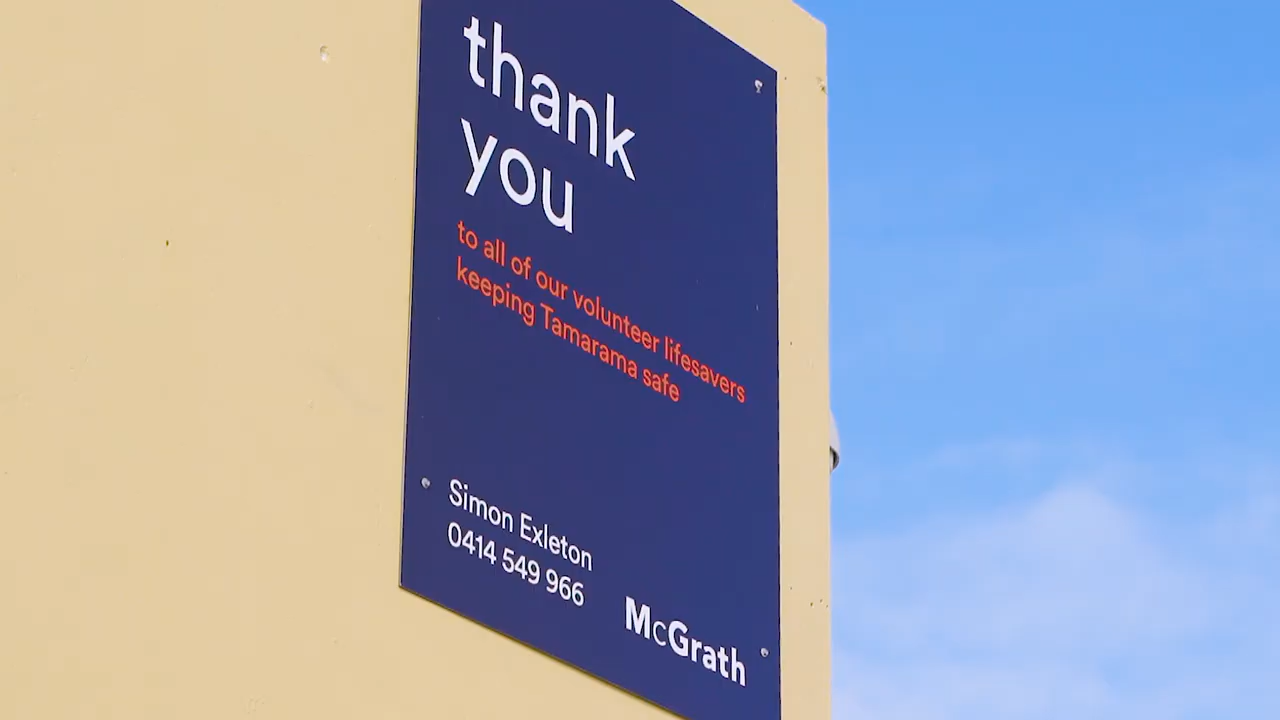 thank
you
to all of our volunteer lifesavers
keeping Tamarama safe
Simon Exleton
0414 549 966
McGrath